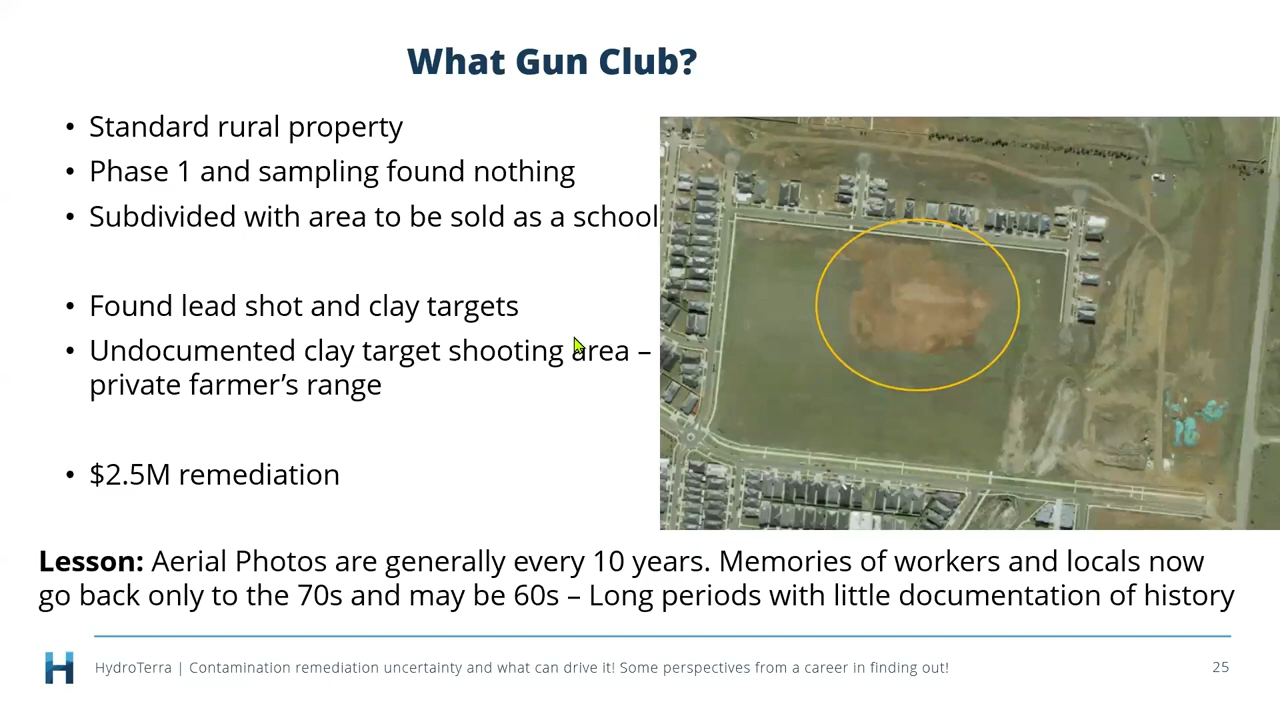 What Gun Club?
• Standard rural property
• Phase 1 and sampling found nothing
• Subdivided with area to be sold as a school
• Found lead shot and clay targets
• Undocumented clay target shooting area –
private farmer’s range
• $2.5M remediation
Lesson: Aerial Photos are generally every 10 years. Memories of workers and locals now
go back only to the 70s and may be 60s – Long periods with little documentation of history
H HydroTerra | Contamination remediation uncertainty and what can drive it! Some perspectives from a career in finding out! 25